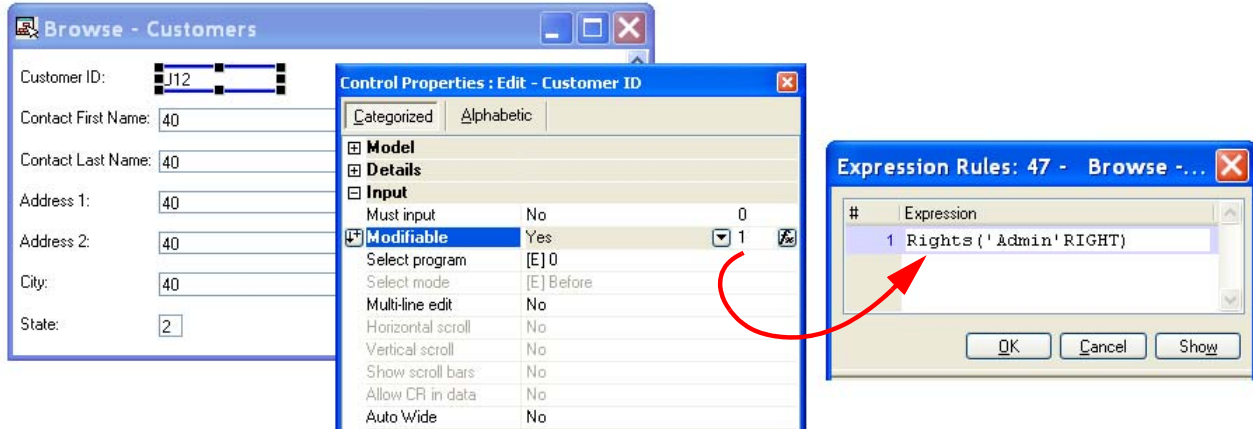 Browse - Customers
Customer ID: J12
Contact First Name: 40
Contact Last Name: 40
Address 1: 40
Address 2: 40
City: 40
State: 2
Control Properties : Edit - Customer ID
Categorized Alphabetic
Model
Details
Input
Must input No 0
Modifiable Yes 1
Select program [E] 0
Select mode [E] Before
Multi-line edit No
Horizontal scroll No
Vertical scroll No
Show scroll bars No
Allow CR in data No
Auto Wide No
Expression Rules: 47 - Browse -...
# Expression
1 Rights('Admin'RIGHT)
OK Cancel Show